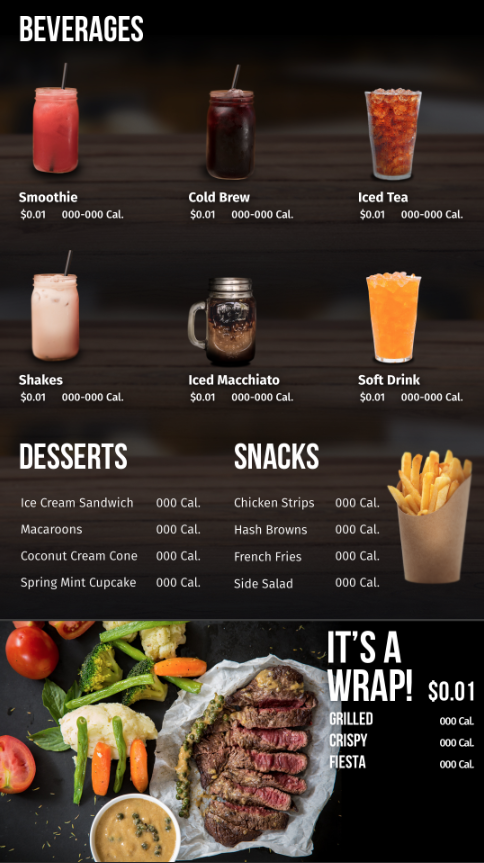 BEVERAGES
Smoothie
$0.01 000-000 Cal.
Cold Brew
$0.01 000-000 Cal.
Iced Tea
$0.01 000-000 Cal.
Shakes
$0.01 000-000 Cal.
Iced Macchiato
$0.01 000-000 Cal.
Soft Drink
$0.01 000-000 Cal.
DESSERTS
Ice Cream Sandwich 000 Cal.
Macaroons 000 Cal.
Coconut Cream Cone 000 Cal.
Spring Mint Cupcake 000 Cal.
SNACKS
Chicken Strips 000 Cal.
Hash Browns 000 Cal.
French Fries 000 Cal.
Side Salad 000 Cal.
IT'S A
WRAP! $0.01
GRILLED 000 Cal.
CRISPY 000 Cal.
FIESTA 000 Cal.